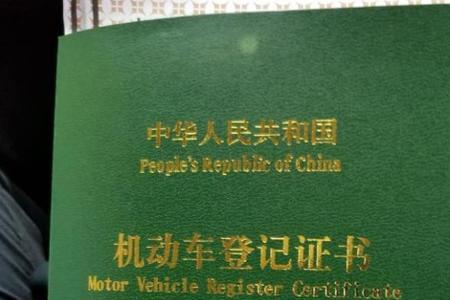 中华人民共和国
People's Republic of China
机动车登记证书
Motor Vehicle Register Certificate